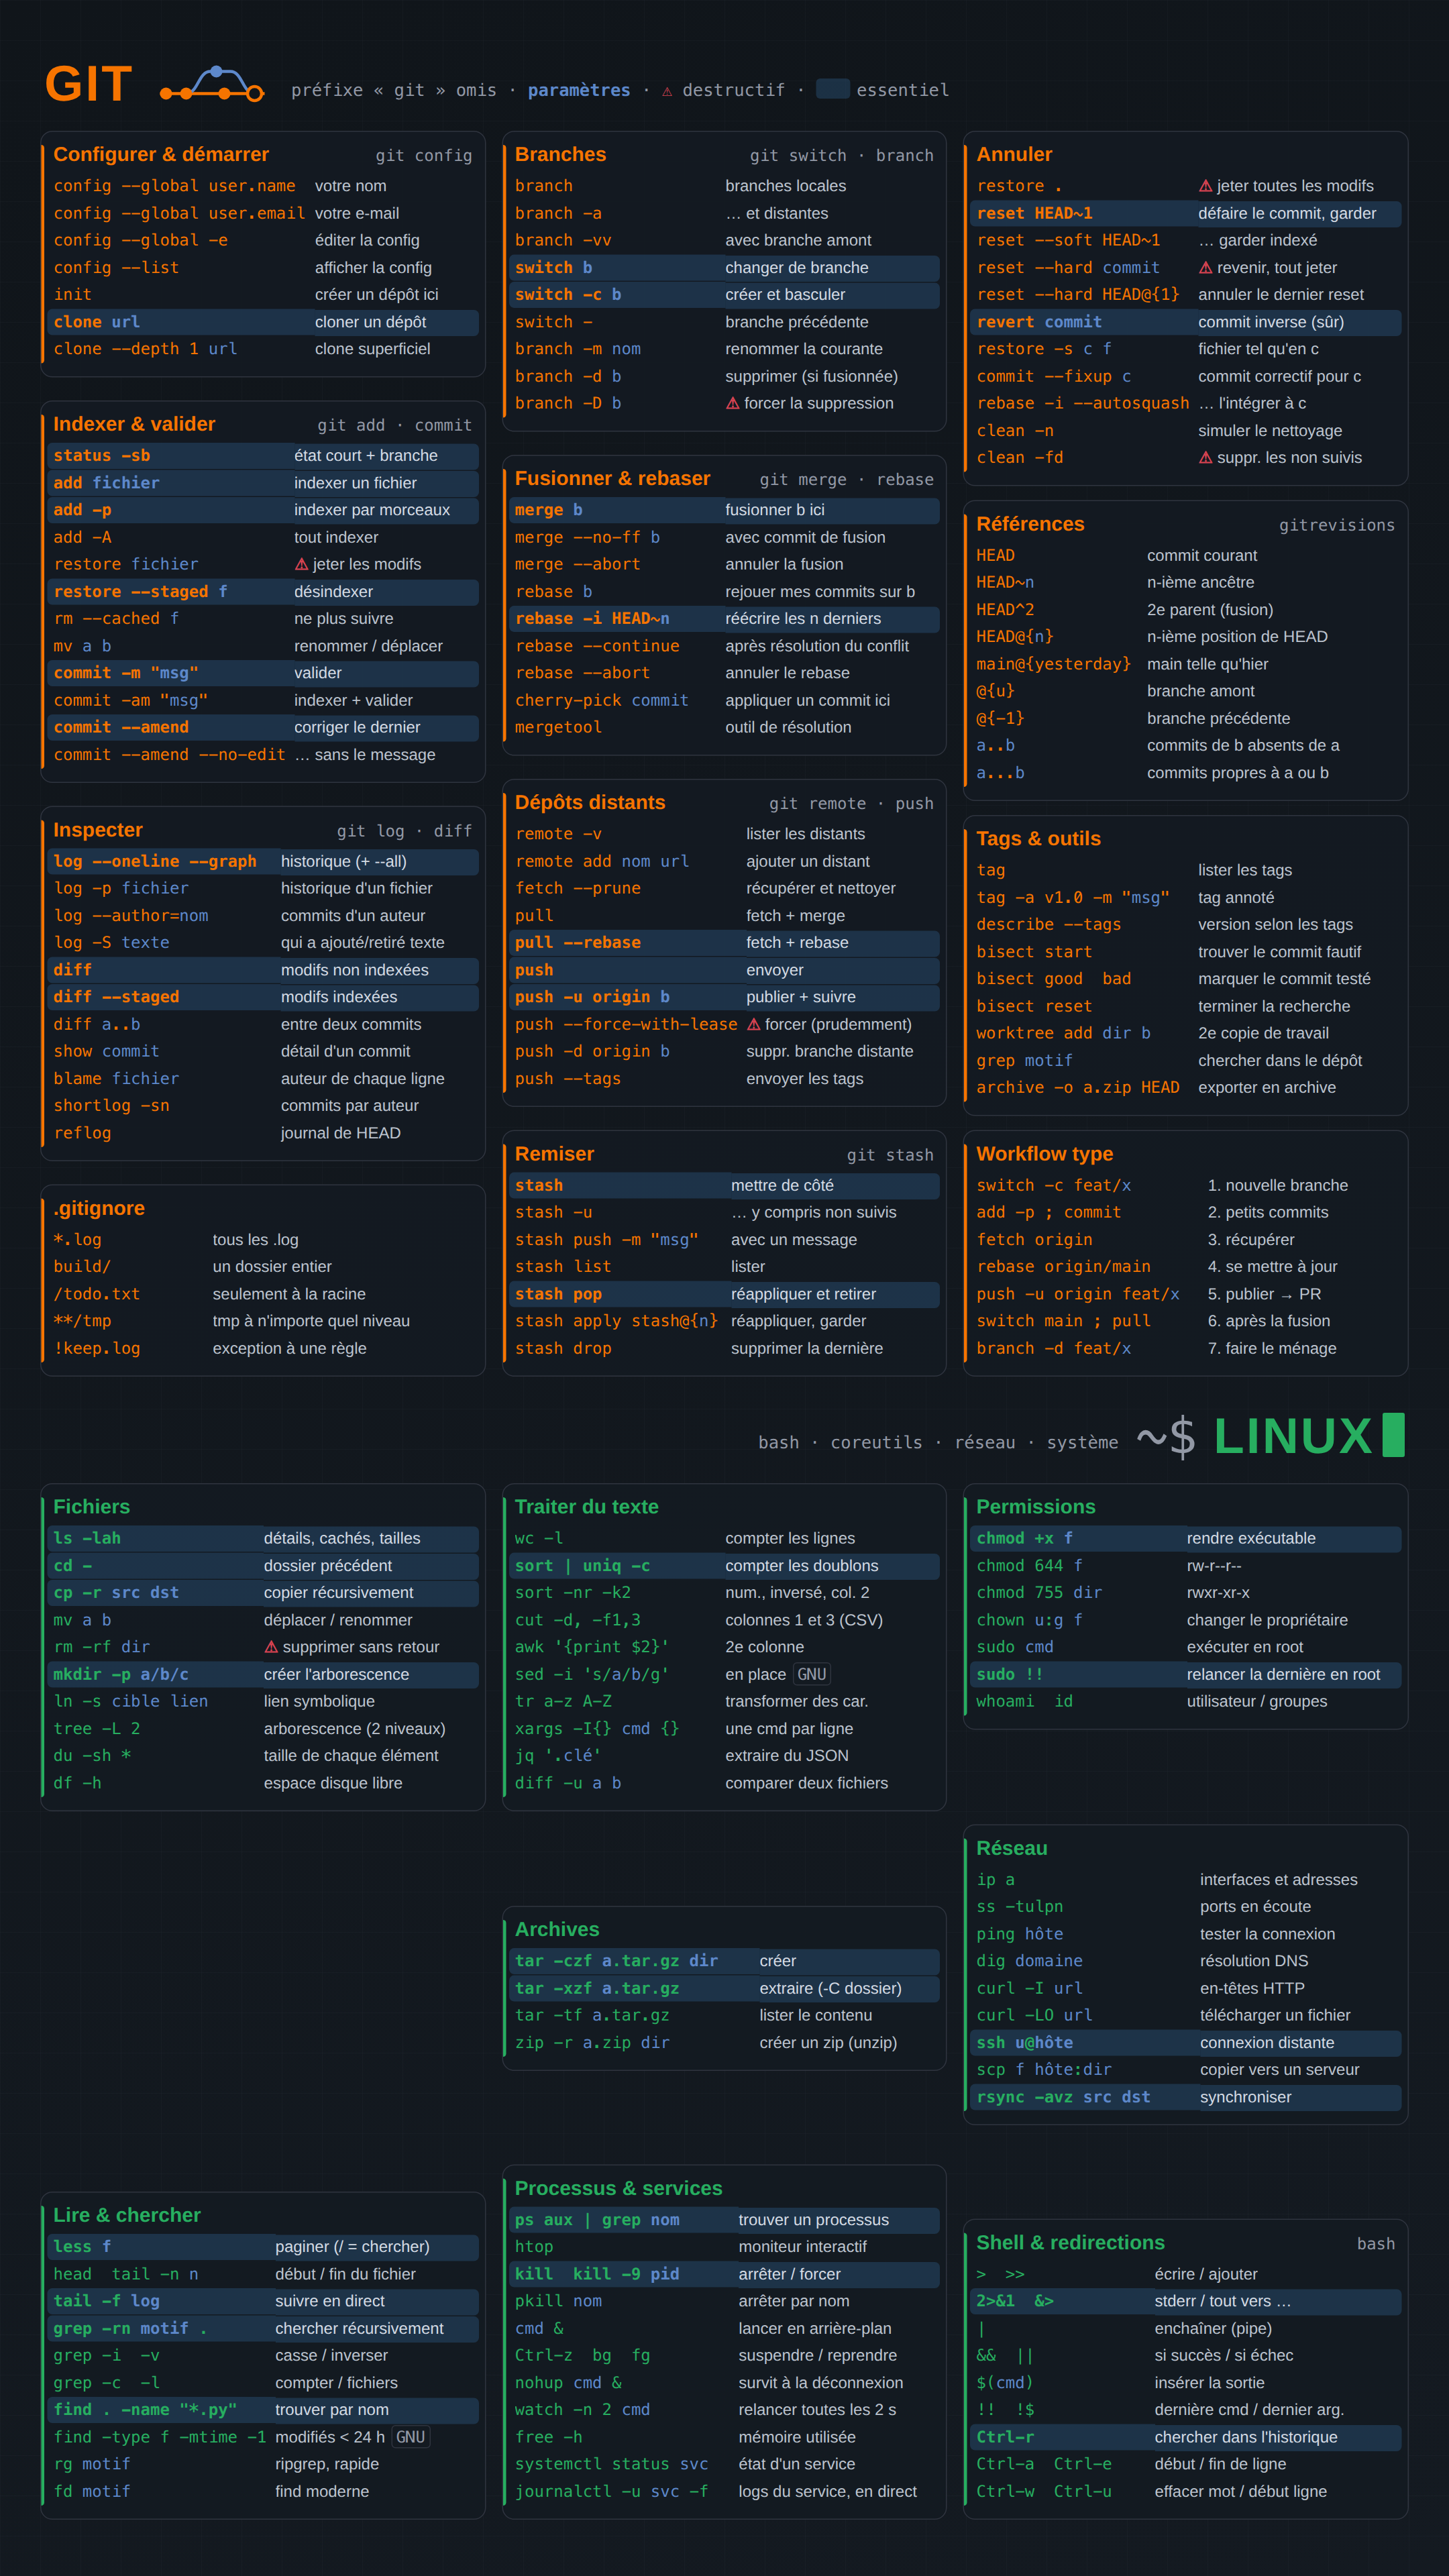 GIT préfixe « git » omis · paramètres · ⚠ destructif · essentiel
Configurer & démarrer git config
config --global user.name votre nom
config --global user.email votre e-mail
config --global -e éditer la config
config --list afficher la config
init créer un dépôt ici
clone url cloner un dépôt
clone --depth 1 url clone superficiel
Indexer & valider git add · commit
status -sb état court + branche
add fichier indexer un fichier
add -p indexer par morceaux
add -A tout indexer
restore fichier ⚠ jeter les modifs
restore --staged f désindexer
rm --cached f ne plus suivre
mv a b renommer / déplacer
commit -m "msg" valider
commit -am "msg" indexer + valider
commit --amend corriger le dernier
commit --amend --no-edit … sans le message
Inspecter git log · diff
log --oneline --graph historique (+ --all)
log -p fichier historique d'un fichier
log --author=nom commits d'un auteur
log -S texte qui a ajouté/retiré texte
diff modifs non indexées
diff --staged modifs indexées
diff a..b entre deux commits
show commit détail d'un commit
blame fichier auteur de chaque ligne
shortlog -sn commits par auteur
reflog journal de HEAD
.gitignore
*.log tous les .log
build/ un dossier entier
/todo.txt seulement à la racine
**/tmp tmp à n'importe quel niveau
!keep.log exception à une règle
Branches git switch · branch
branch branches locales
branch -a … et distantes
branch -vv avec branche amont
switch b changer de branche
switch -c b créer et basculer
switch - branche précédente
branch -m nom renommer la courante
branch -d b supprimer (si fusionnée)
branch -D b ⚠ forcer la suppression
Fusionner & rebaser git merge · rebase
merge b fusionner b ici
merge --no-ff b avec commit de fusion
merge --abort annuler la fusion
rebase b rejouer mes commits sur b
rebase -i HEAD~n réécrire les n derniers
rebase --continue après résolution du conflit
rebase --abort annuler le rebase
cherry-pick commit appliquer un commit ici
mergetool outil de résolution
Dépôts distants git remote · push
remote -v lister les distants
remote add nom url ajouter un distant
fetch --prune récupérer et nettoyer
pull fetch + merge
pull --rebase fetch + rebase
push envoyer
push -u origin b publier + suivre
push --force-with-lease ⚠ forcer (prudemment)
push -d origin b suppr. branche distante
push --tags envoyer les tags
Remiser git stash
stash mettre de côté
stash -u … y compris non suivis
stash push -m "msg" avec un message
stash list lister
stash pop réappliquer et retirer
stash apply stash@{n} réappliquer, garder
stash drop supprimer la dernière
Annuler
restore . ⚠ jeter toutes les modifs
reset HEAD~1 défaire le commit, garder
reset --soft HEAD~1 … garder indexé
reset --hard commit ⚠ revenir, tout jeter
reset --hard HEAD@{1} annuler le dernier reset
revert commit commit inverse (sûr)
restore -s c f fichier tel qu'en c
commit --fixup c commit correctif pour c
rebase -i --autosquash … l'intégrer à c
clean -n simuler le nettoyage
clean -fd ⚠ suppr. les non suivis
Références gitrevisions
HEAD commit courant
HEAD~n n-ième ancêtre
HEAD^2 2e parent (fusion)
HEAD@{n} n-ième position de HEAD
main@{yesterday} main telle qu'hier
@{u} branche amont
@{-1} branche précédente
a..b commits de b absents de a
a...b commits propres à a ou b
Tags & outils
tag lister les tags
tag -a v1.0 -m "msg" tag annoté
describe --tags version selon les tags
bisect start trouver le commit fautif
bisect good bad marquer le commit testé
bisect reset terminer la recherche
worktree add dir b 2e copie de travail
grep motif chercher dans le dépôt
archive -o a.zip HEAD exporter en archive
Workflow type
switch -c feat/x 1. nouvelle branche
add -p ; commit 2. petits commits
fetch origin 3. récupérer
rebase origin/main 4. se mettre à jour
push -u origin feat/x 5. publier → PR
switch main ; pull 6. après la fusion
branch -d feat/x 7. faire le ménage
bash · coreutils · réseau · système ~$ LINUX
Fichiers
ls -lah détails, cachés, tailles
cd - dossier précédent
cp -r src dst copier récursivement
mv a b déplacer / renommer
rm -rf dir ⚠ supprimer sans retour
mkdir -p a/b/c créer l'arborescence
ln -s cible lien lien symbolique
tree -L 2 arborescence (2 niveaux)
du -sh * taille de chaque élément
df -h espace disque libre
Lire & chercher
less f paginer (/ = chercher)
head tail -n n début / fin du fichier
tail -f log suivre en direct
grep -rn motif . chercher récursivement
grep -i -v casse / inverser
grep -c -l compter / fichiers
find . -name "*.py" trouver par nom
find -type f -mtime -1 modifiés < 24 h GNU
rg motif ripgrep, rapide
fd motif find moderne
Traiter du texte
wc -l compter les lignes
sort | uniq -c compter les doublons
sort -nr -k2 num., inversé, col. 2
cut -d, -f1,3 colonnes 1 et 3 (CSV)
awk '{print $2}' 2e colonne
sed -i 's/a/b/g' en place GNU
tr a-z A-Z transformer des car.
xargs -I{} cmd {} une cmd par ligne
jq '.clé' extraire du JSON
diff -u a b comparer deux fichiers
Archives
tar -czf a.tar.gz dir créer
tar -xzf a.tar.gz extraire (-C dossier)
tar -tf a.tar.gz lister le contenu
zip -r a.zip dir créer un zip (unzip)
Processus & services
ps aux | grep nom trouver un processus
htop moniteur interactif
kill kill -9 pid arrêter / forcer
pkill nom arrêter par nom
cmd & lancer en arrière-plan
Ctrl-z bg fg suspendre / reprendre
nohup cmd & survit à la déconnexion
watch -n 2 cmd relancer toutes les 2 s
free -h mémoire utilisée
systemctl status svc état d'un service
journalctl -u svc -f logs du service, en direct
Permissions
chmod +x f rendre exécutable
chmod 644 f rw-r--r--
chmod 755 dir rwxr-xr-x
chown u:g f changer le propriétaire
sudo cmd exécuter en root
sudo !! relancer la dernière en root
whoami id utilisateur / groupes
Réseau
ip a interfaces et adresses
ss -tulpn ports en écoute
ping hôte tester la connexion
dig domaine résolution DNS
curl -I url en-têtes HTTP
curl -LO url télécharger un fichier
ssh u@hôte connexion distante
scp f hôte:dir copier vers un serveur
rsync -avz src dst synchroniser
Shell & redirections bash
> >> écrire / ajouter
2>&1 &> stderr / tout vers …
| enchaîner (pipe)
&& || si succès / si échec
$(cmd) insérer la sortie
!! !$ dernière cmd / dernier arg.
Ctrl-r chercher dans l'historique
Ctrl-a Ctrl-e début / fin de ligne
Ctrl-w Ctrl-u effacer mot / début ligne